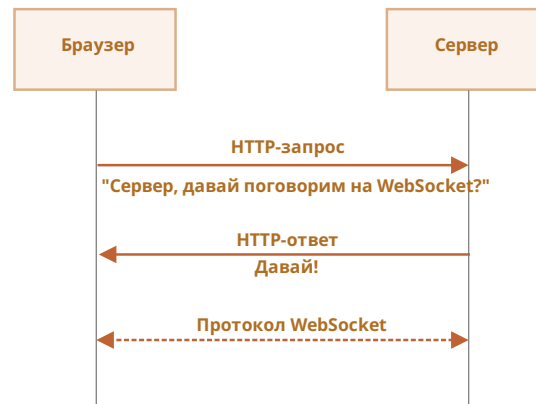 Браузер
Сервер
HTTP-запрос
"Сервер, давай поговорим на WebSocket?"
HTTP-ответ
Давай!
Протокол WebSocket